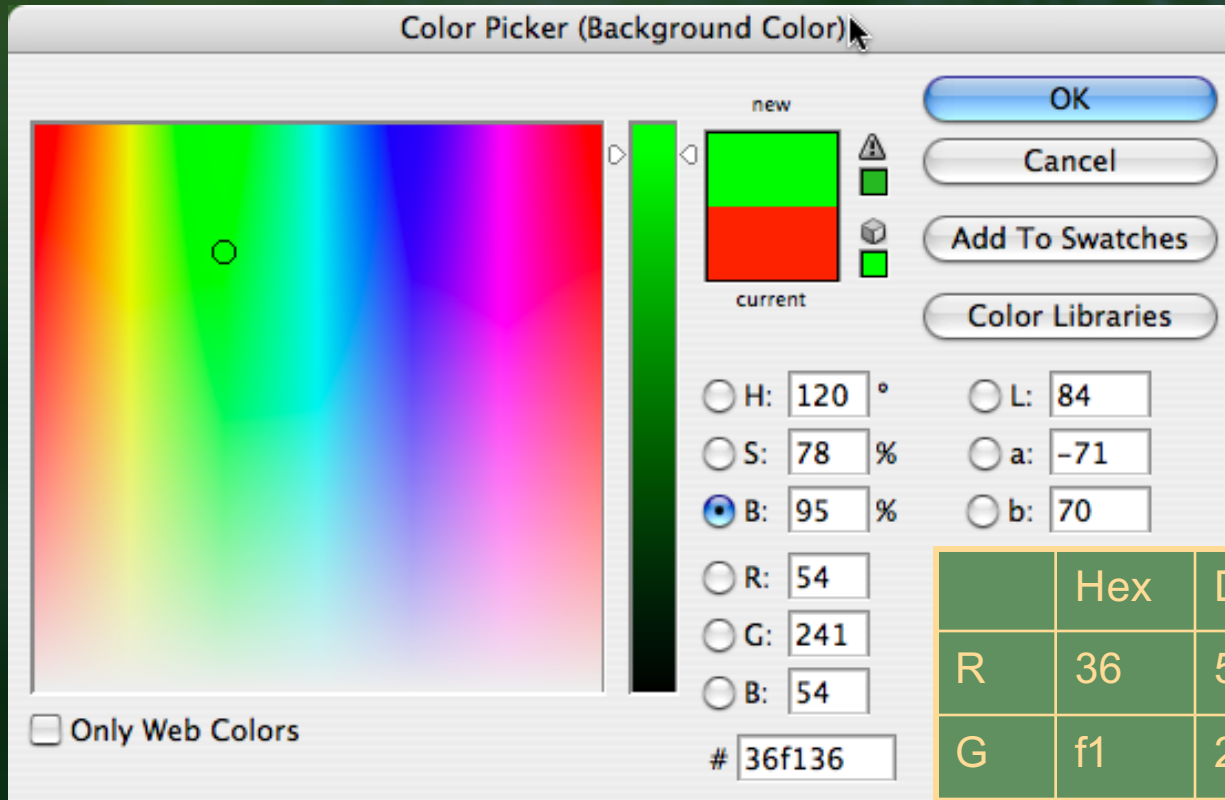 Color Picker (Background Color)
new
current
OK
Cancel
Add To Swatches
Color Libraries
H: 120 °
S: 78 %
B: 95 %
R: 54
G: 241
B: 54
# 36f136
L: 84
a: -71
b: 70
Only Web Colors
Hex
R 36
G f1